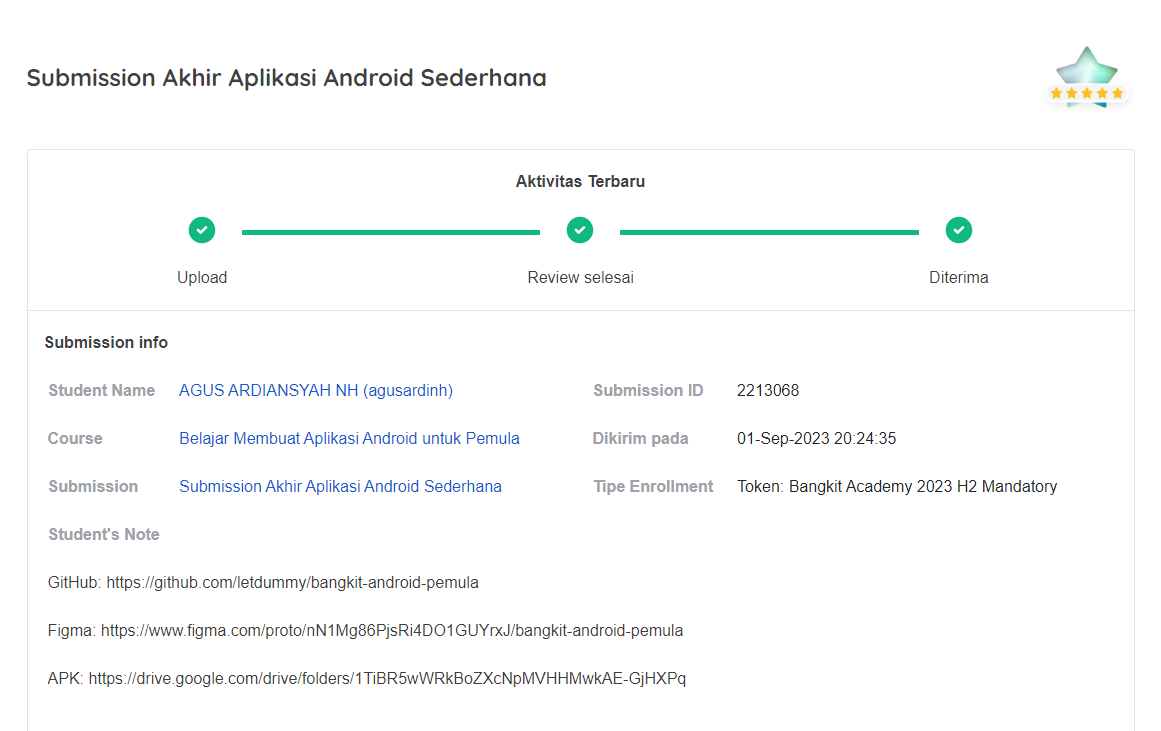 Submission Akhir Aplikasi Android Sederhana
Aktivitas Terbaru
Upload
Review selesai
Diterima
Submission info
Student Name AGUS ARDIANSYAH NH (agusardinh) Submission ID 2213068
Course Belajar Membuat Aplikasi Android untuk Pemula Dikirim pada 01-Sep-2023 20:24:35
Submission Submission Akhir Aplikasi Android Sederhana Tipe Enrollment Token: Bangkit Academy 2023 H2 Mandatory
Student's Note
GitHub: https://github.com/letdummy/bangkit-android-pemula
Figma: https://www.figma.com/proto/nN1Mg86PjsRi4DO1GUYrxJ/bangkit-android-pemula
APK: https://drive.google.com/drive/folders/1TiBR5wWRkBoZXcNpMVHHMwkAE-GjHXPq